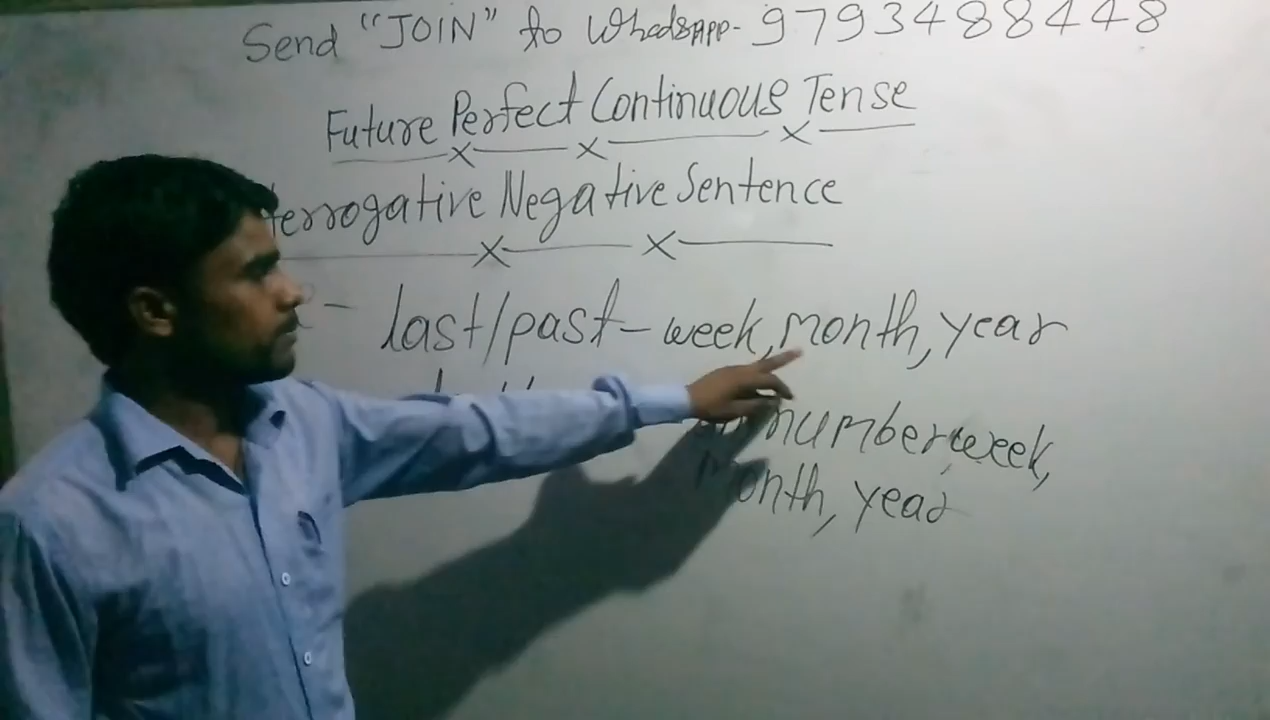 Send “JOIN” to WhatsApp- 9793488448
Future Perfect Continuous Tense
terrogative Negative Sentence
- last/past - week, month, year
number week,
month, year